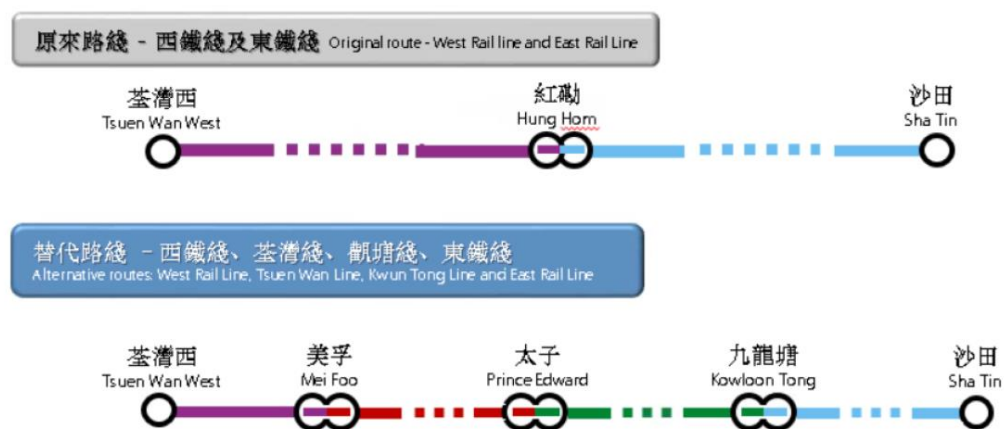 原來路綫 - 西鐵綫及東鐵綫 Original route - West Rail line and East Rail Line
荃灣西 紅磡 沙田
Tsuen Wan West Hung Hom Sha Tin
替代路綫 - 西鐵綫、荃灣綫、觀塘綫、東鐵綫
Alternative routes: West Rail Line, Tsuen Wan Line, Kwun Tong Line and East Rail Line
荃灣西 美孚 太子 九龍塘 沙田
Tsuen Wan West Mei Foo Prince Edward Kowloon Tong Sha Tin